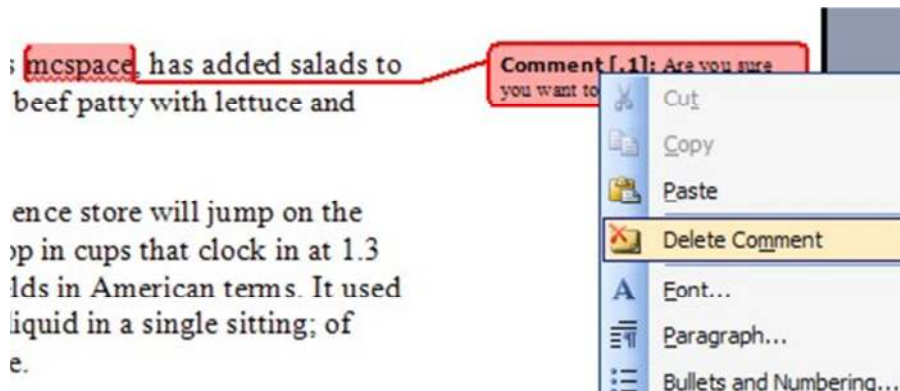 s mcspace, has added salads to
beef patty with lettuce and
ence store will jump on the
op in cups that clock in at 1.3
lds in American terms. It used
liquid in a single sitting; of
e.
Comment [.1]: Are you sure
you want to
Cut
Copy
Paste
Delete Comment
Font...
Paragraph...
Bullets and Numbering...